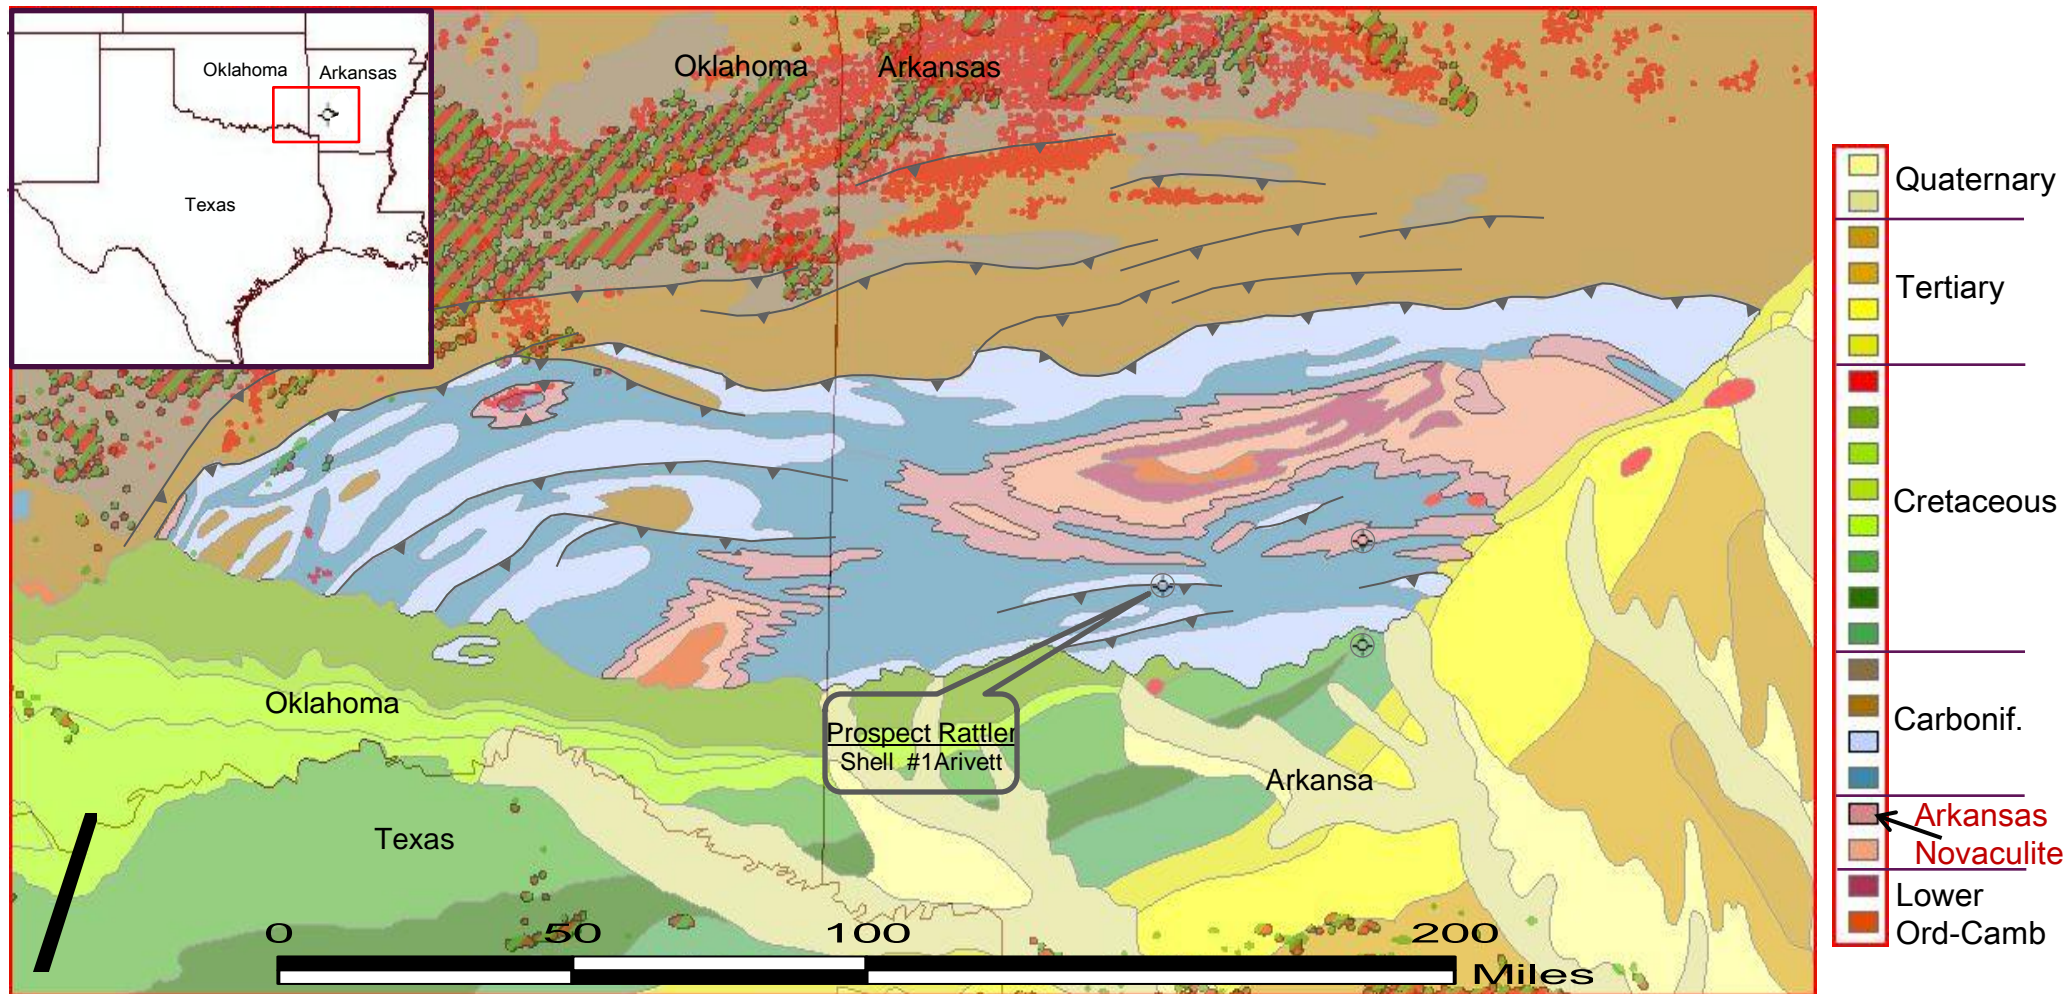 Oklahoma
Arkansas
Texas
Oklahoma
Arkansas
Oklahoma
Texas
Prospect Rattler
Shell #1Arivett
Arkansa
0
50
100
200
Miles
Quaternary
Tertiary
Cretaceous
Carbonif.
Arkansas
Novaculite
Lower
Ord-Camb